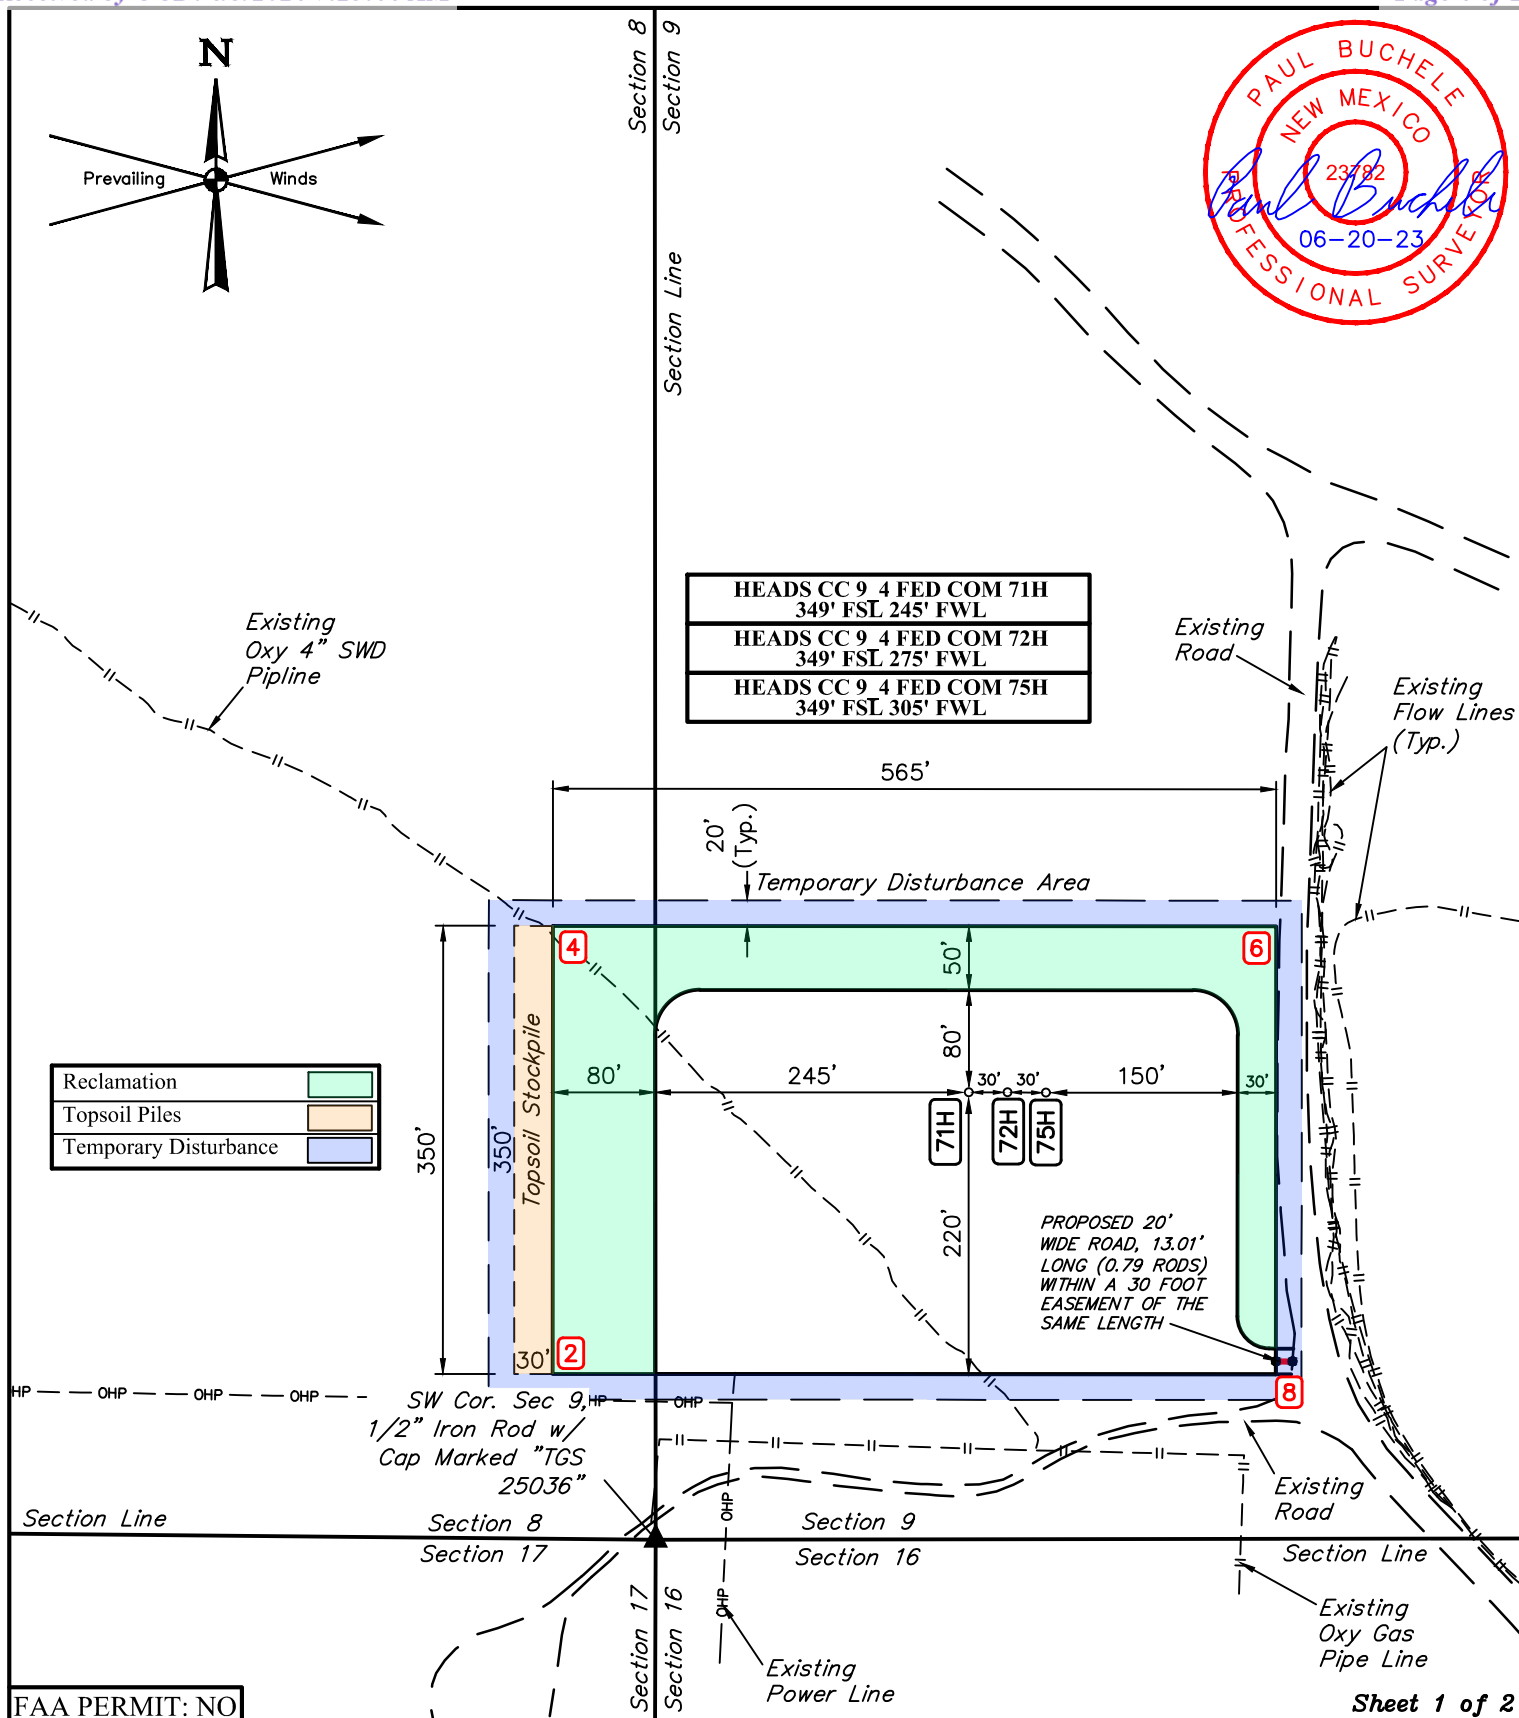 N
Prevailing
Winds
Section 8
Section 9
Section Line
PAUL BUCHELE
NEW MEXICO
23782
Paul Buchele
06-20-23
PROFESSIONAL SURVEYOR
Existing
Oxy 4" SWD
Pipline
HEADS CC 9_4 FED COM 71H
349' FSL 245' FWL
HEADS CC 9_4 FED COM 72H
349' FSL 275' FWL
HEADS CC 9_4 FED COM 75H
349' FSL 305' FWL
Existing
Road
Existing
Flow Lines
(Typ.)
565'
20'
(Typ.)
Temporary Disturbance Area
4
6
50'
80'
Topsoil Stockpile
80'
245'
30'
30'
150'
30'
71H
72H
75H
Reclamation
Topsoil Piles
Temporary Disturbance
350'
350'
220'
PROPOSED 20'
WIDE ROAD, 13.01'
LONG (0.79 RODS)
WITHIN A 30 FOOT
EASEMENT OF THE
SAME LENGTH
30'
2
8
HP
OHP
OHP
OHP
HP
OHP
SW Cor. Sec 9,
1/2" Iron Rod w/
Cap Marked "TGS
25036"
OHP
Existing
Road
Section Line
Section 8
Section 9
Section 17
Section 16
Section Line
OHP
Section 17
Section 16
Existing
Power Line
Existing
Oxy Gas
Pipe Line
FAA PERMIT: NO
Sheet 1 of 2